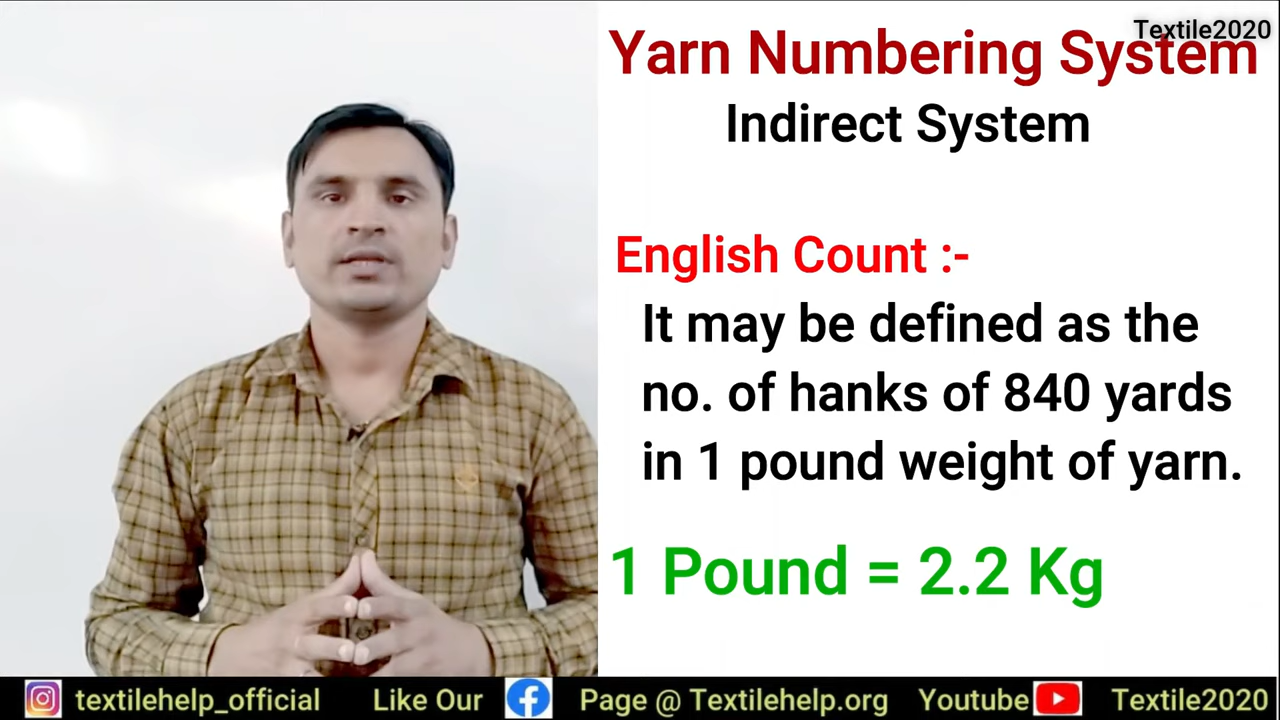 Textile2020
Yarn Numbering System
Indirect System
English Count :-
It may be defined as the
no. of hanks of 840 yards
in 1 pound weight of yarn.
1 Pound = 2.2 Kg
textilehelp_official Like Our Page @ Textilehelp.org Youtube Textile2020